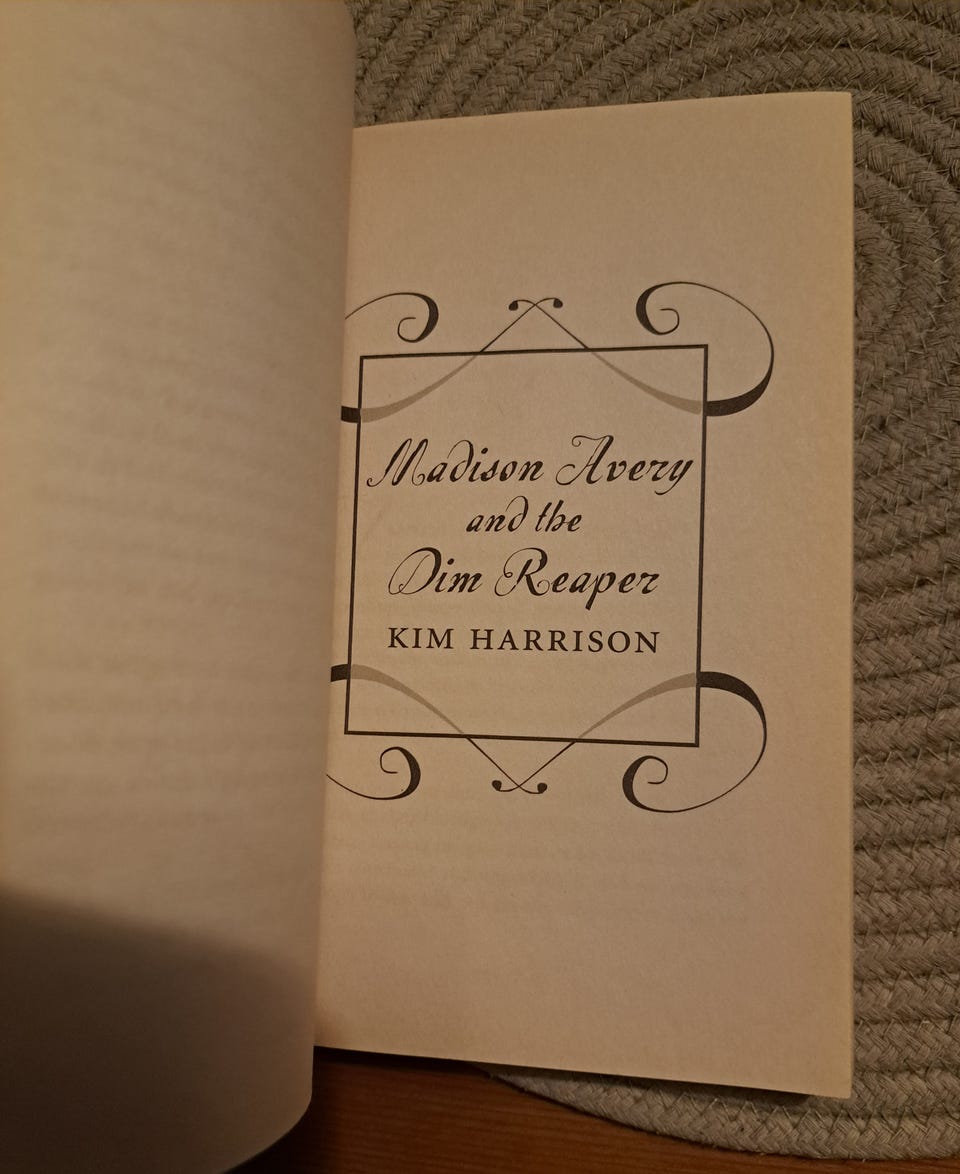 Madison Avery
and the
Dim Reaper
KIM HARRISON